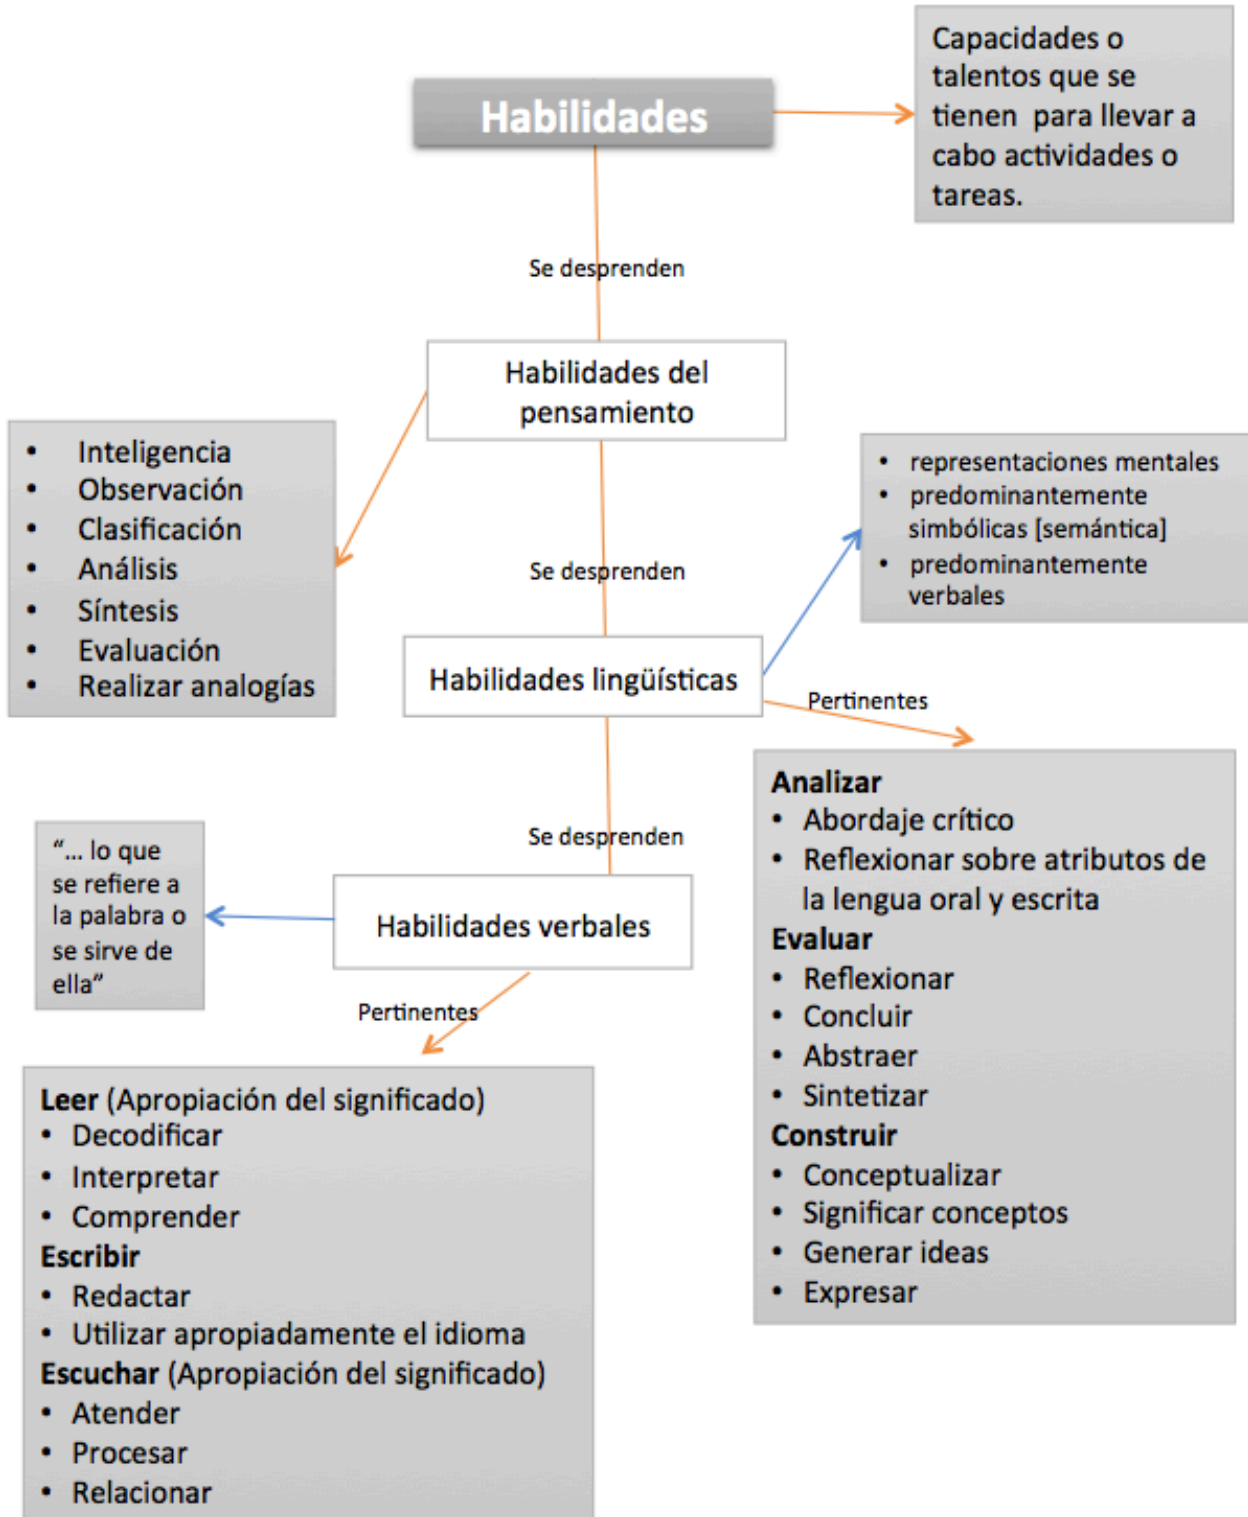 Habilidades
Capacidades o
talentos que se
tienen para llevar a
cabo actividades o
tareas.
Se desprenden
Habilidades del
pensamiento
• Inteligencia
• Observación
• Clasificación
• Análisis
• Síntesis
• Evaluación
• Realizar analogías
• representaciones mentales
• predominantemente
simbólicas [semántica]
• predominantemente
verbales
Se desprenden
Habilidades lingüísticas
Pertinentes
Analizar
• Abordaje crítico
• Reflexionar sobre atributos de
la lengua oral y escrita
Evaluar
• Reflexionar
• Concluir
• Abstraer
• Sintetizar
Construir
• Conceptualizar
• Significar conceptos
• Generar ideas
• Expresar
Se desprenden
"... lo que
se refiere a
la palabra o
se sirve de
ella"
Habilidades verbales
Pertinentes
Leer (Apropiación del significado)
• Decodificar
• Interpretar
• Comprender
Escribir
• Redactar
• Utilizar apropiadamente el idioma
Escuchar (Apropiación del significado)
• Atender
• Procesar
• Relacionar